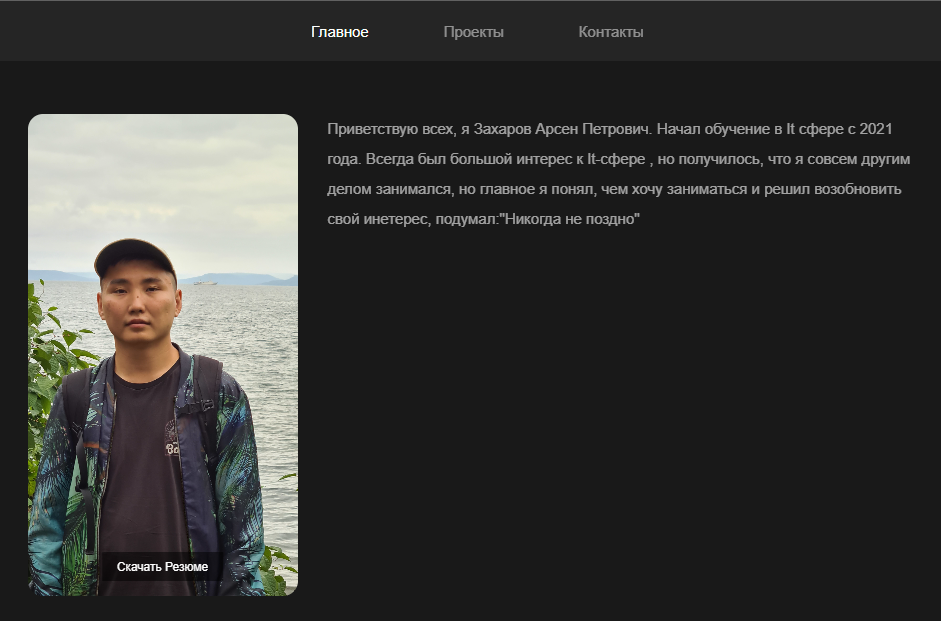 Главное Проекты Контакты
Приветствую всех, я Захаров Арсен Петрович. Начал обучение в It сфере с 2021
года. Всегда был большой интерес к It-сфере , но получилось, что я совсем другим
делом занимался, но главное я понял, чем хочу заниматься и решил возобновить
свой инетерес, подумал:"Никогда не поздно"
Скачать Резюме